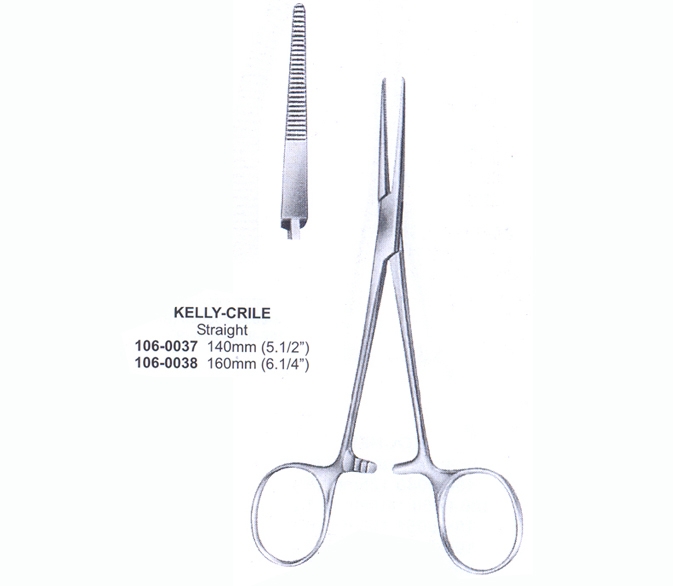 KELLY-CRILE
Straight
106-0037 140mm (5.1/2”)
106-0038 160mm (6.1/4”)